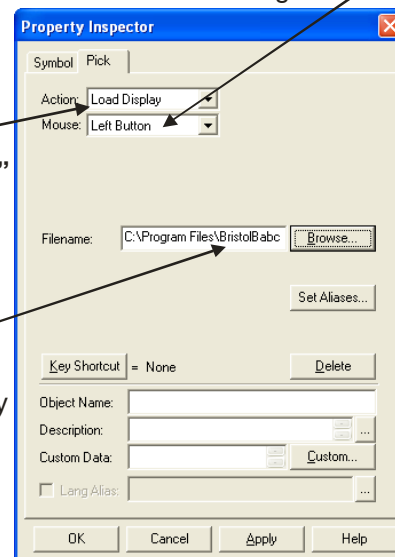 Property Inspector
Symbol Pick
Action: Load Display
Mouse: Left Button
”
Filename: C:\Program Files\BristolBabc Browse...
Set Aliases...
Key Shortcut = None Delete
y
Object Name:
Description: ...
Custom Data: Custom...
Lang Alias: ...
OK Cancel Apply Help